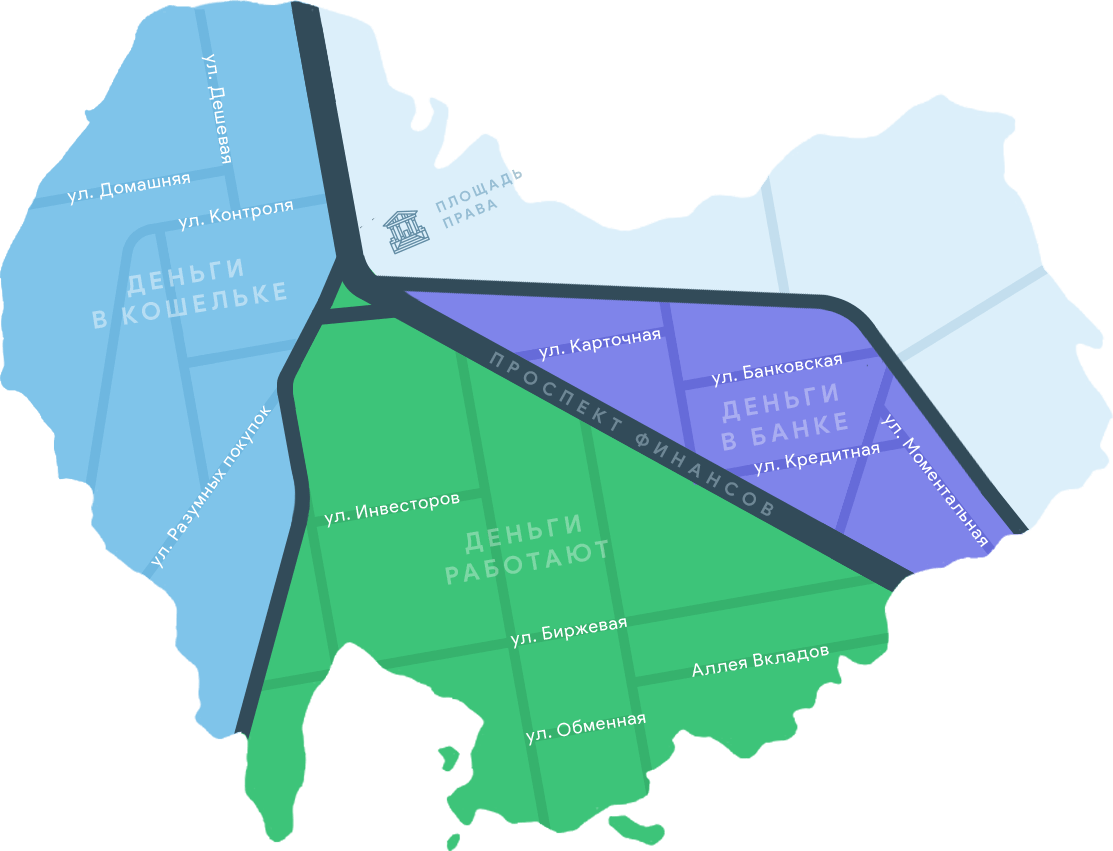 ул. Дешевая
ул. Домашняя
ул. Контроля
ДЕНЬГИ
В КОШЕЛЬКЕ
ул. Разумных покупок
ПЛОЩАДЬ
ПРАВА
ул. Карточная
ул. Банковская
ДЕНЬГИ
В БАНКЕ
ул. Кредитная
ул. Моментальная
ПРОСПЕКТ ФИНАНСОВ
ул. Инвесторов
ДЕНЬГИ
РАБОТАЮТ
ул. Биржевая
Аллея Вкладов
ул. Обменная